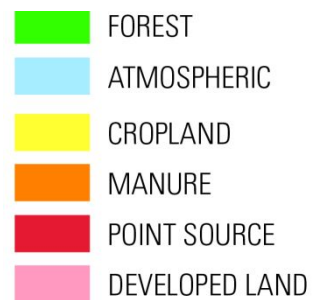 FOREST
ATMOSPHERIC
CROPLAND
MANURE
POINT SOURCE
DEVELOPED LAND